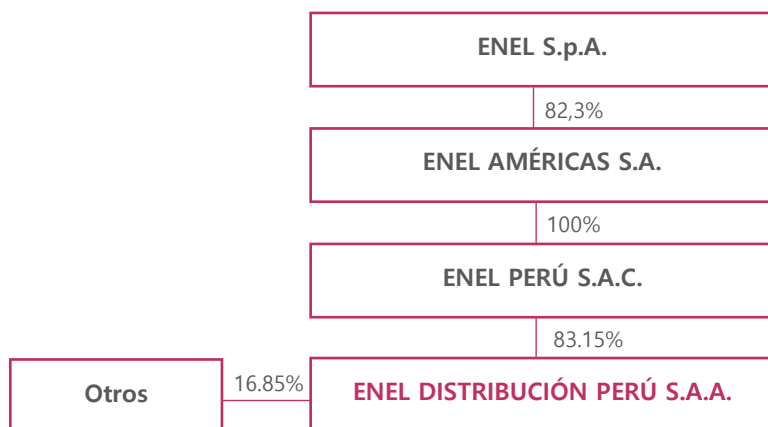 ENEL S.p.A.
82,3%
ENEL AMÉRICAS S.A.
100%
ENEL PERÚ S.A.C.
83.15%
Otros
16.85%
ENEL DISTRIBUCIÓN PERÚ S.A.A.